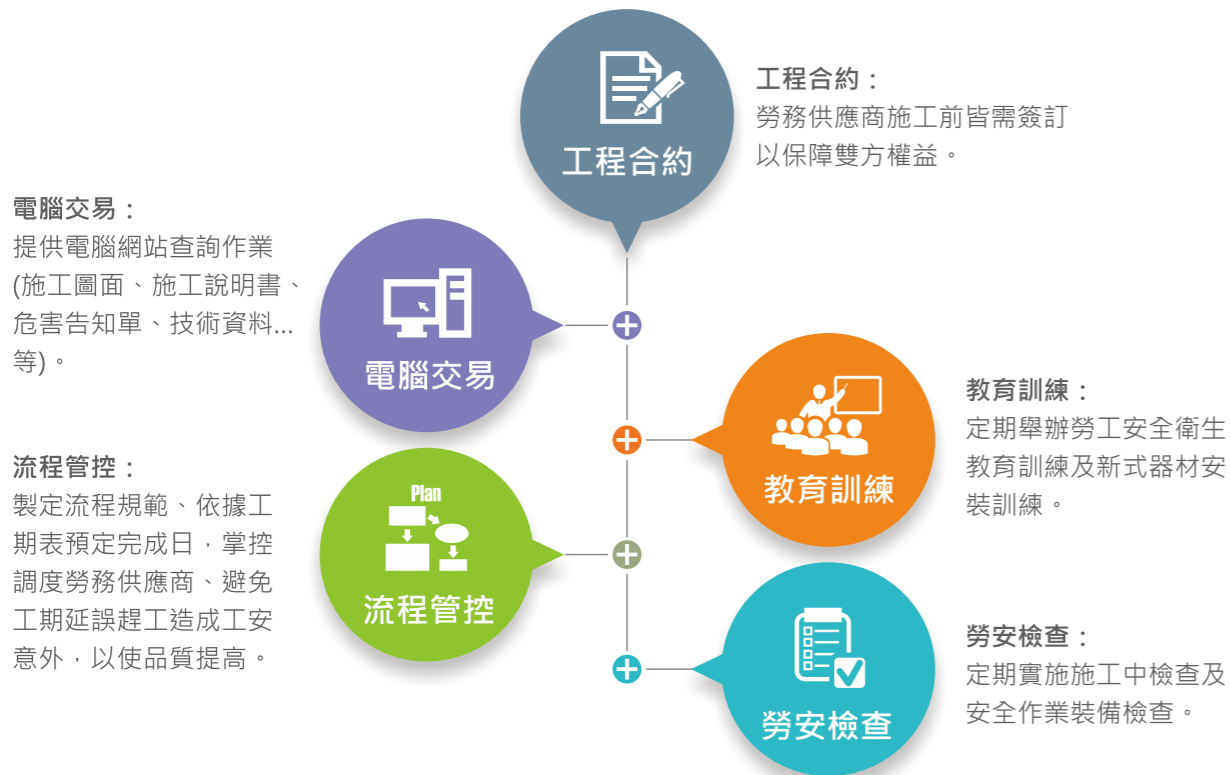 工程合約
工程合約：
勞務供應商施工前皆需簽訂
以保障雙方權益。
電腦交易：
提供電腦網站查詢作業
(施工圖面、施工說明書、
危害告知單、技術資料...
等)。
電腦交易
教育訓練
教育訓練：
定期舉辦勞工安全衛生
教育訓練及新式器材安
裝訓練。
流程管控：
製定流程規範、依據工
期表預定完成日，掌控
調度勞務供應商、避免
工期延誤趕工造成工安
意外，以使品質提高。
Plan
流程管控
勞安檢查
勞安檢查：
定期實施施工中檢查及
安全作業裝備檢查。